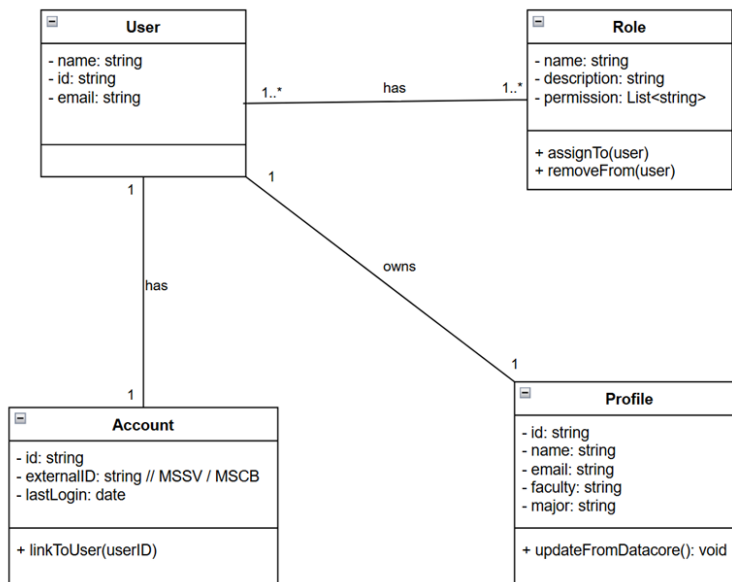 User
- name: string
- id: string
- email: string
Role
- name: string
- description: string
- permission: List<string>
+ assignTo(user)
+ removeFrom(user)
1..*
has
1..*
1
1
owns
has
1
1
Account
- id: string
- externalID: string // MSSV / MSCB
- lastLogin: date
+ linkToUser(userID)
Profile
- id: string
- name: string
- email: string
- faculty: string
- major: string
+ updateFromDatacore(): void